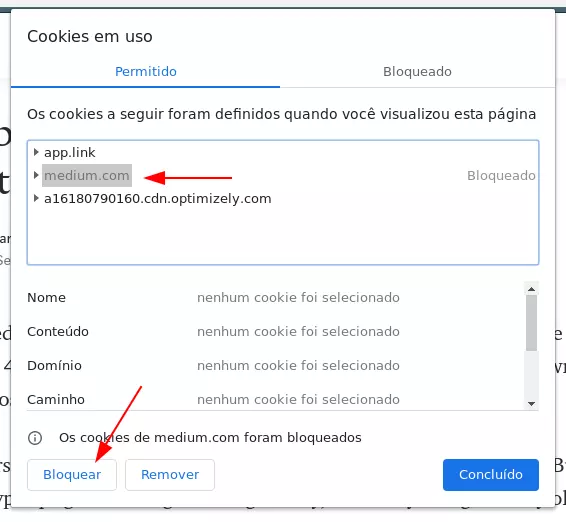 Cookies em uso
Permitido Bloqueado
Os cookies a seguir foram definidos quando você visualizou esta página
app.link
medium.com Bloqueado
a16180790160.cdn.optimizely.com
Nome nenhum cookie foi selecionado
Conteúdo nenhum cookie foi selecionado
Domínio nenhum cookie foi selecionado
Caminho nenhum cookie foi selecionado
Os cookies de medium.com foram bloqueados
Bloquear Remover Concluído